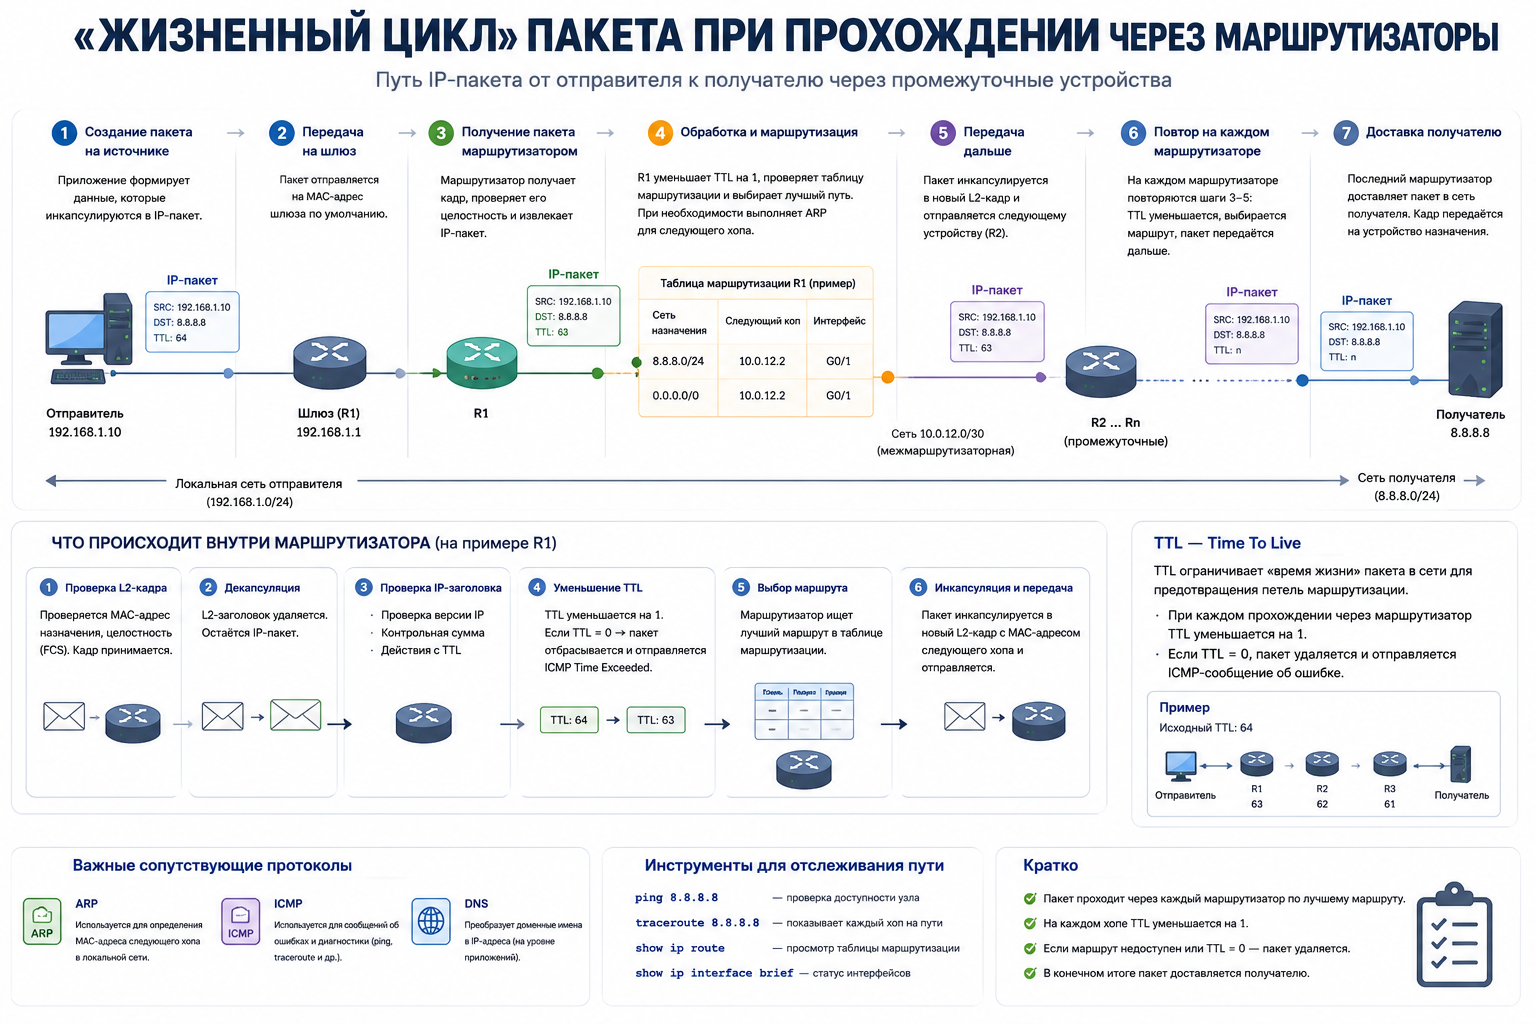 «ЖИЗНЕННЫЙ ЦИКЛ» ПАКЕТА ПРИ ПРОХОЖДЕНИИ ЧЕРЕЗ МАРШРУТИЗАТОРЫ
Путь IP-пакета от отправителя к получателю через промежуточные устройства
1 Создание пакета
на источнике
Приложение формирует
данные, которые
инкапсулируются в IP-пакет.
IP-пакет
SRC: 192.168.1.10
DST: 8.8.8.8
TTL: 64
Отправитель
192.168.1.10
2 Передача
на шлюз
Пакет отправляется
на MAC-адрес
шлюза по умолчанию.
Шлюз (R1)
192.168.1.1
3 Получение пакета
маршрутизатором
Маршрутизатор получает
кадр, проверяет его
целостность и извлекает
IP-пакет.
IP-пакет
SRC: 192.168.1.10
DST: 8.8.8.8
TTL: 63
R1
4 Обработка и маршрутизация
R1 уменьшает TTL на 1, проверяет таблицу
маршрутизации и выбирает лучший путь.
При необходимости выполняет ARP
для следующего хопа.
Таблица маршрутизации R1 (пример)
Сеть назначения Следующий хоп Интерфейс
8.8.8.0/24 10.0.12.2 G0/1
0.0.0.0/0 10.0.12.2 G0/1
5 Передача
дальше
Пакет инкапсулируется
в новый L2-кадр и
отправляется следующему
устройству (R2).
IP-пакет
SRC: 192.168.1.10
DST: 8.8.8.8
TTL: 63
Сеть 10.0.12.0/30
(межмаршрутизаторная)
6 Повтор на каждом
маршрутизаторе
На каждом маршрутизаторе
повторяются шаги 3–5:
TTL уменьшается, выбирается
маршрут, пакет передаётся
дальше.
IP-пакет
SRC: 192.168.1.10
DST: 8.8.8.8
TTL: n
R2 ... Rn
(промежуточные)
7 Доставка получателю
Последний маршрутизатор
доставляет пакет в сеть
получателя. Кадр передаётся
на устройство назначения.
IP-пакет
SRC: 192.168.1.10
DST: 8.8.8.8
TTL: n
Получатель
8.8.8.8
Локальная сеть отправителя
(192.168.1.0/24)
Сеть получателя
(8.8.8.0/24)
ЧТО ПРОИСХОДИТ ВНУТРИ МАРШРУТИЗАТОРА (на примере R1)
1 Проверка L2-кадра
Проверяется MAC-адрес
назначения, целостность
(FCS). Кадр принимается.
2 Декапсуляция
L2-заголовок удаляется.
Остаётся IP-пакет.
3 Проверка IP-заголовка
· Проверка версии IP
· Контрольная сумма
· Действия с TTL
4 Уменьшение TTL
TTL уменьшается на 1.
Если TTL = 0 → пакет
отбрасывается и отправляется
ICMP Time Exceeded.
TTL: 64 → TTL: 63
5 Выбор маршрута
Маршрутизатор ищет
лучший маршрут в таблице
маршрутизации.
6 Инкапсуляция и передача
Пакет инкапсулируется в
новый L2-кадр с MAC-адресом
следующего хопа и
отправляется.
TTL — Time To Live
TTL ограничивает «время жизни» пакета в сети для
предотвращения петель маршрутизации.
· При каждом прохождении через маршрутизатор
TTL уменьшается на 1.
· Если TTL = 0, пакет удаляется и отправляется
ICMP-сообщение об ошибке.
Пример
Исходный TTL: 64
Отправитель R1 R2 R3 Получатель
63 62 61
Важные сопутствующие протоколы
ARP
ARP
Используется для определения
MAC-адреса следующего хопа
в локальной сети.
ICMP
ICMP
Используется для сообщений об
ошибках и диагностики (ping,
traceroute и др.).
DNS
Преобразует доменные имена
в IP-адреса (на уровне
приложений).
Инструменты для отслеживания пути
ping 8.8.8.8 — проверка доступности узла
traceroute 8.8.8.8 — показывает каждый хоп на пути
show ip route — просмотр таблицы маршрутизации
show ip interface brief — статус интерфейсов
Кратко
Пакет проходит через каждый маршрутизатор по лучшему маршруту.
На каждом хопе TTL уменьшается на 1.
Если маршрут недоступен или TTL = 0 — пакет удаляется.
В конечном итоге пакет доставляется получателю.